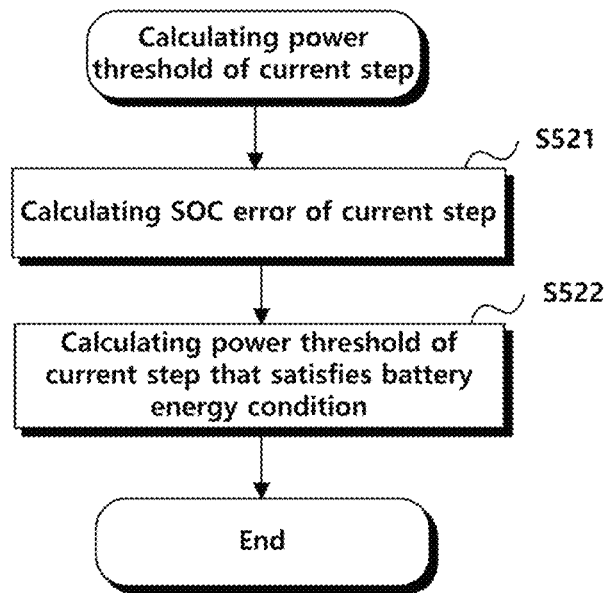 Calculating power
threshold of current step
S521
Calculating SOC error of current step
S522
Calculating power threshold of
current step that satisfies battery
energy condition
End